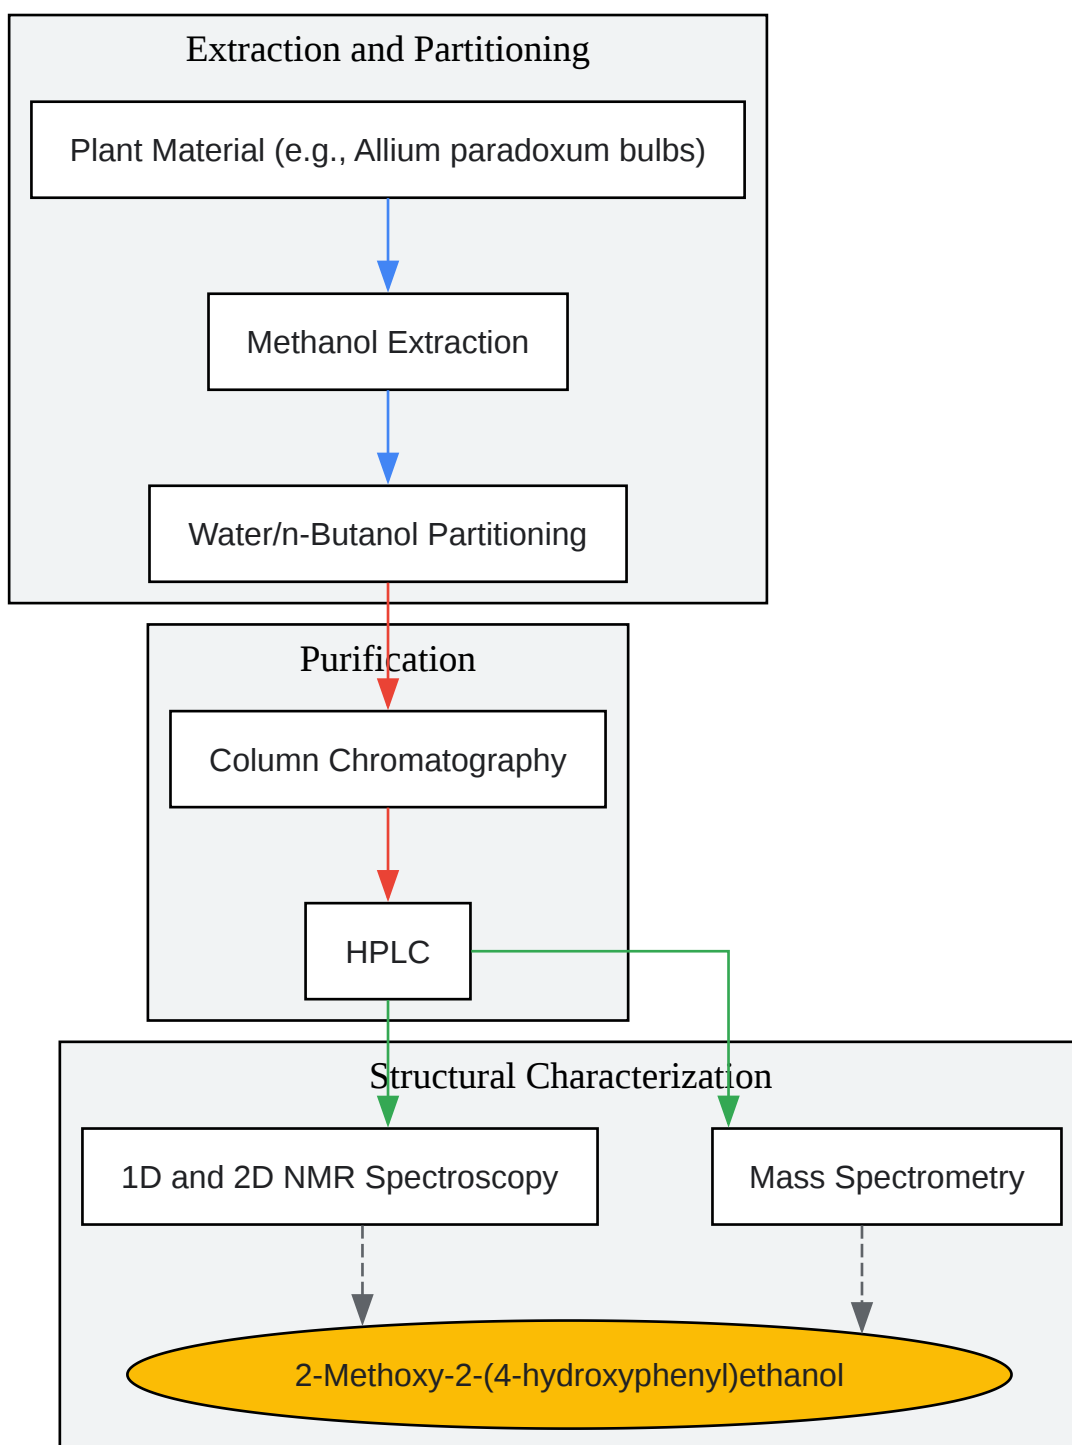 Extraction and Partitioning
Plant Material (e.g., Allium paradoxum bulbs)
Methanol Extraction
Water/n-Butanol Partitioning
Purification
Column Chromatography
HPLC
Structural Characterization
1D and 2D NMR Spectroscopy
Mass Spectrometry
2-Methoxy-2-(4-hydroxyphenyl)ethanol